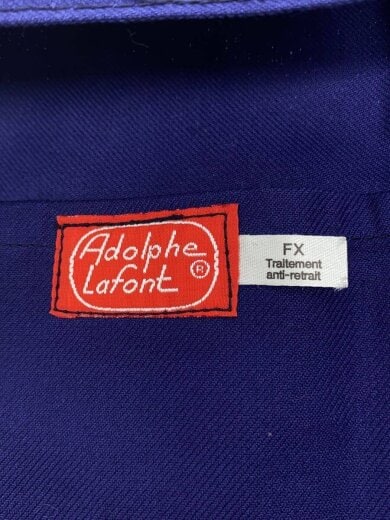 Adolphe
Lafont ®
FX
Traitement
anti-retrait